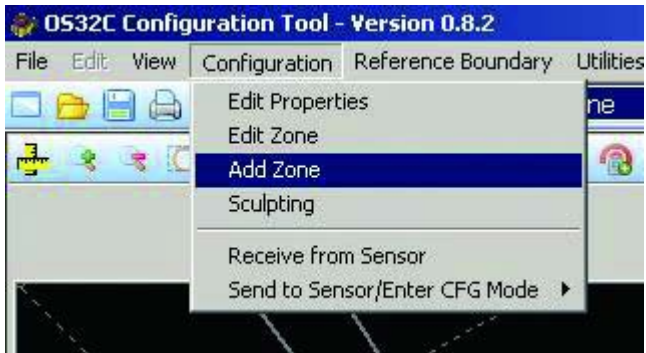 OS32C Configuration Tool - Version 0.8.2
File Edit View Configuration Reference Boundary Utilities
Edit Properties
Edit Zone
Add Zone
Sculpting
Receive from Sensor
Send to Sensor/Enter CFG Mode